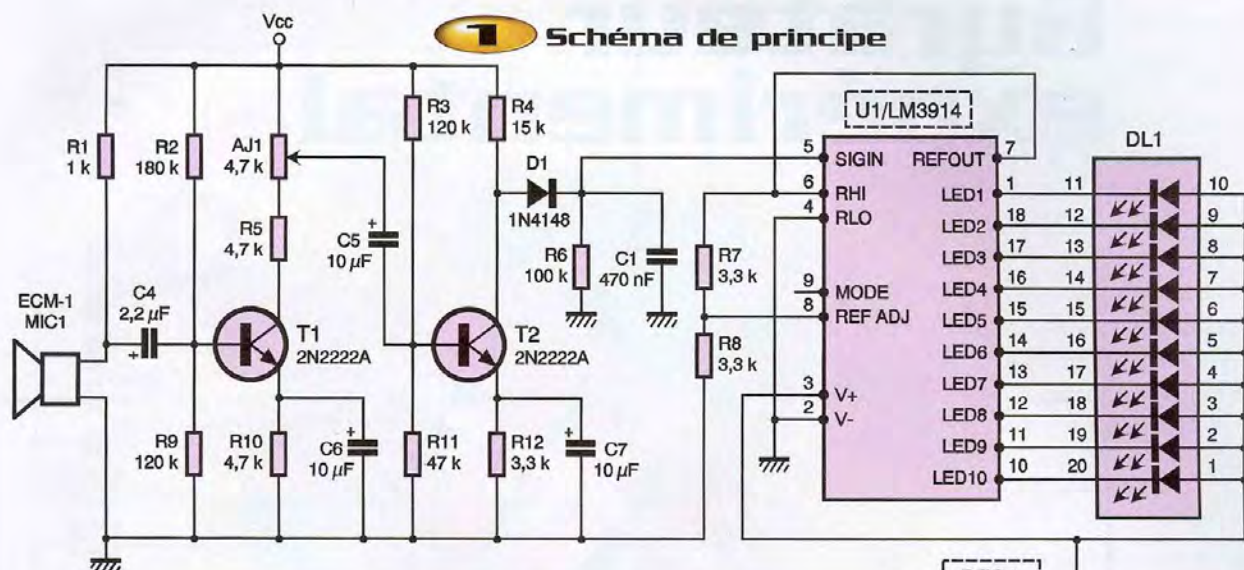 1 Schéma de principe
Vcc
R1
1 k
R2
180 k
AJ1
4,7 k
R5
4,7 k
R3
120 k
R4
15 k
D1
1N4148
C5
10 µF
R6
100 k
C1
470 nF
ECM-1
MIC1
C4
2,2 µF
+
T1
2N2222A
+
T2
2N2222A
R9
120 k
R10
4,7 k
+
C6
10 µF
R11
47 k
R12
3,3 k
+
C7
10 µF
R7
3,3 k
R8
3,3 k
U1/LM3914
5 SIGIN REFOUT 7
6 RHI LED1 1
4 RLO LED2 18
LED3 17
9 MODE LED4 16
8 REF ADJ LED5 15
LED6 14
3 V+ LED7 13
2 V- LED8 12
LED9 11
LED10 10
DL1
11 10
12 9
13 8
14 7
15 6
16 5
17 4
18 3
19 2
20 1